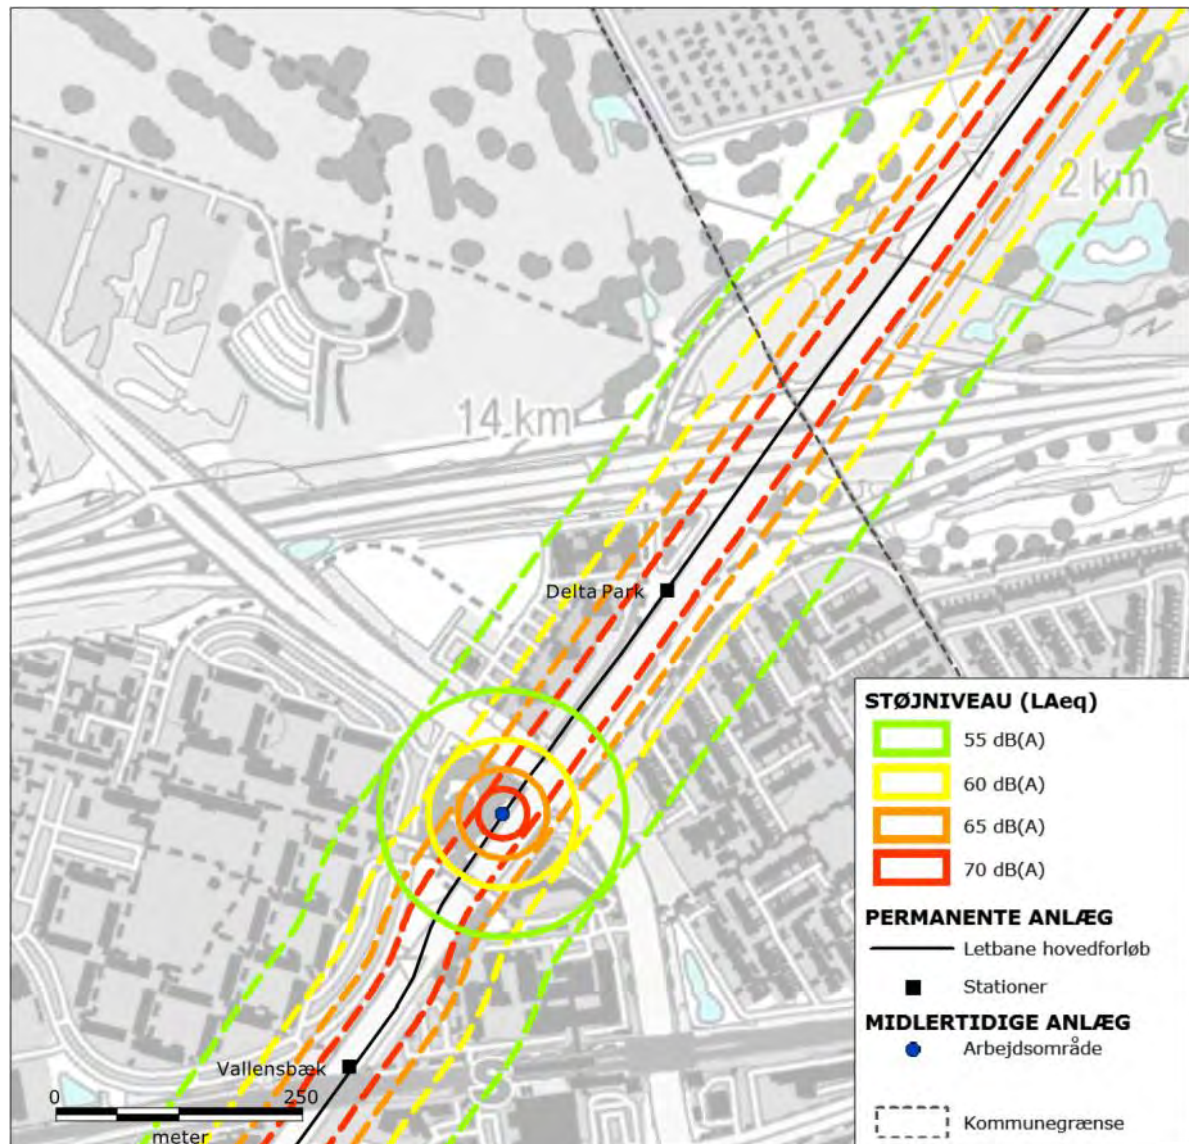 2 km
14 km
Delta Park
STØJNIVEAU (LAeq)
55 dB(A)
60 dB(A)
65 dB(A)
70 dB(A)
PERMANENTE ANLÆG
Letbane hovedforløb
Stationer
MIDLERTIDIGE ANLÆG
Arbejdsområde
Kommunegrænse
Vallensbæk
0 250
meter